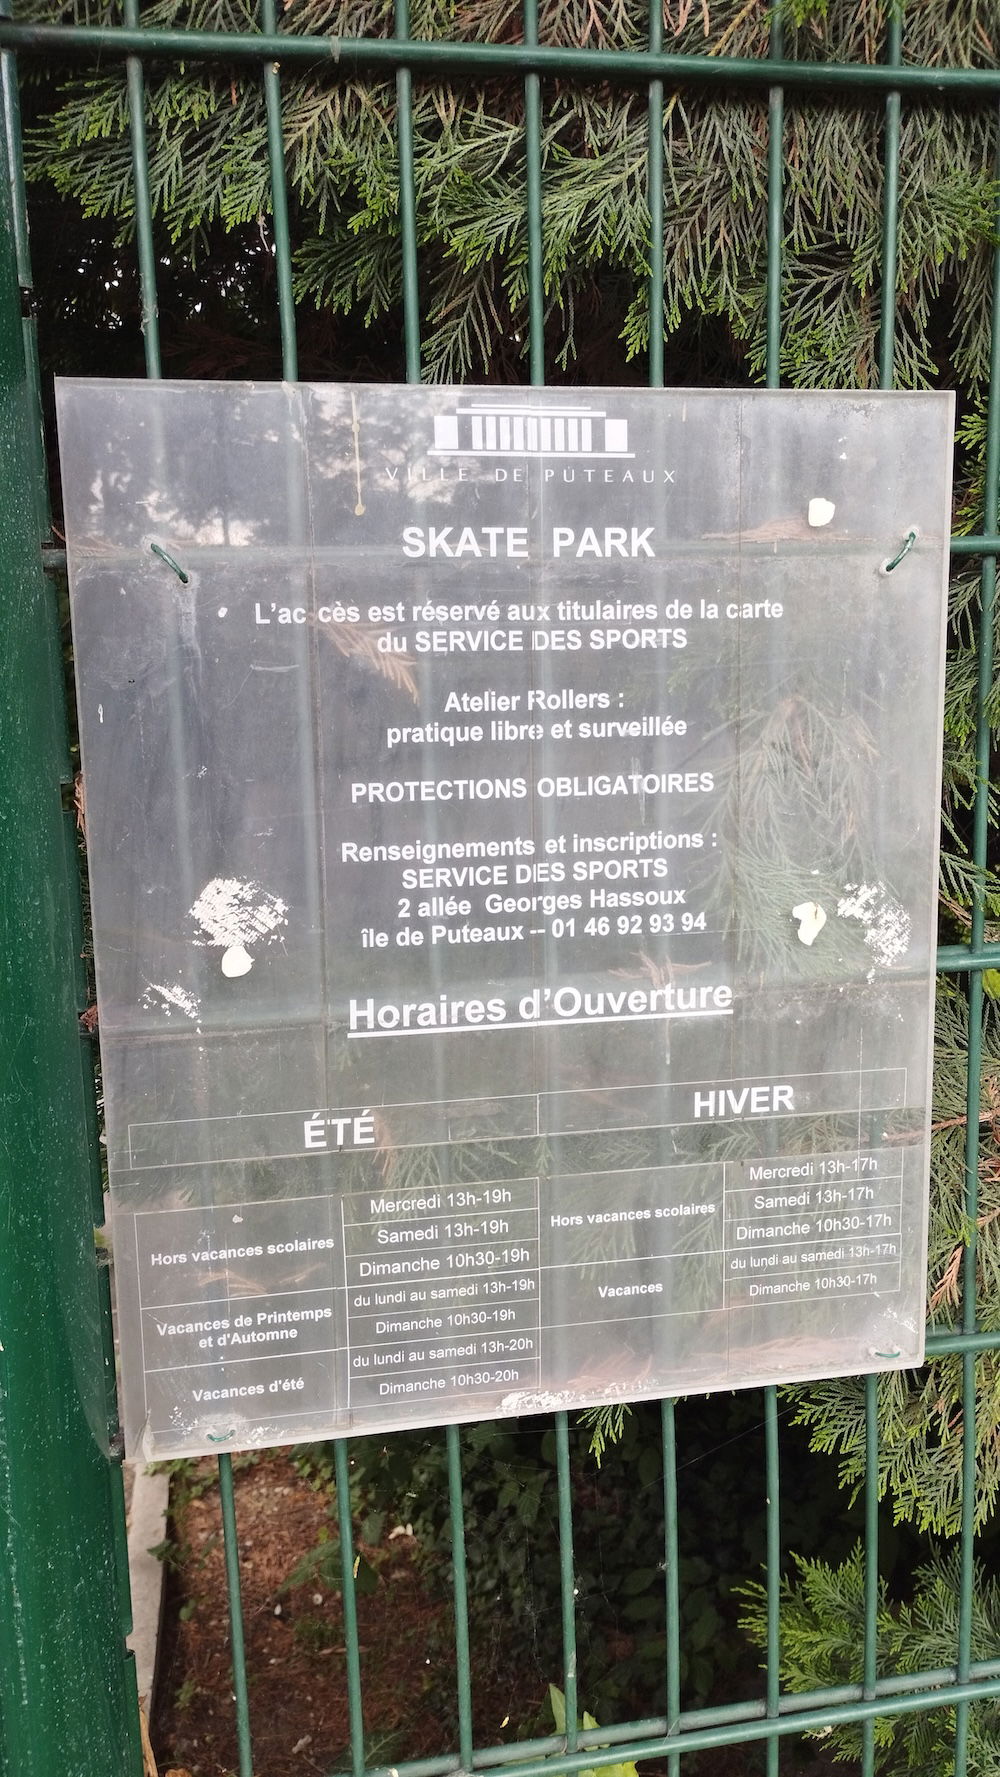 VILLE DE PUTEAUX
SKATE PARK
L'ac cès est réservé aux titulaires de la carte
du SERVICE DES SPORTS
Atelier Rollers :
pratique libre et surveillée
PROTECTIONS OBLIGATOIRES
Renseignements et inscriptions :
SERVICE DES SPORTS
2 allée Georges Hassoux
île de Puteaux -- 01 46 92 93 94
Horaires d'Ouverture
ÉTÉ
Hors vacances scolaires
Mercredi 13h-19h
Samedi 13h-19h
Dimanche 10h30-19h
Vacances de Printemps
et d'Automne
du lundi au samedi 13h-19h
Dimanche 10h30-19h
Vacances d'été
du lundi au samedi 13h-20h
Dimanche 10h30-20h
HIVER
Hors vacances scolaires
Mercredi 13h-17h
Samedi 13h-17h
Dimanche 10h30-17h
Vacances
du lundi au samedi 13h-17h
Dimanche 10h30-17h